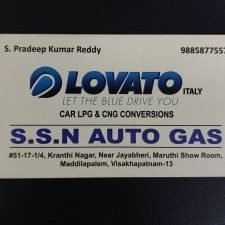 S. Pradeep Kumar Reddy 9885877557
LOVATO ITALY
LET THE BLUE DRIVE YOU
CAR LPG & CNG CONVERSIONS
S.S.N AUTO GAS
#51-17-1/4, Kranthi Nagar, Near Jayabheri, Maruthi Show Room,
Maddilapalem, Visakhapatnam-13